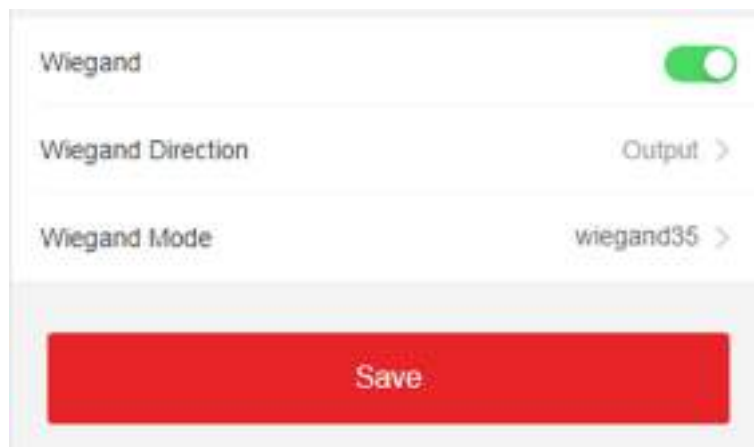 Wiegand
Wiegand Direction Output >
Wiegand Mode wiegand35 >
Save